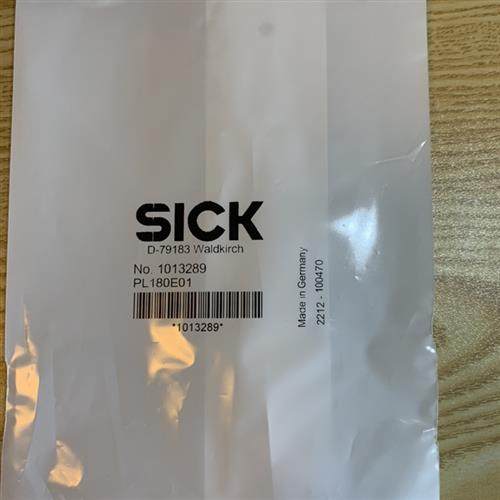 SICK
D-79183 Waldkirch
No. 1013289
PL180E01
*1013289*
Made in Germany
2212 - 100470